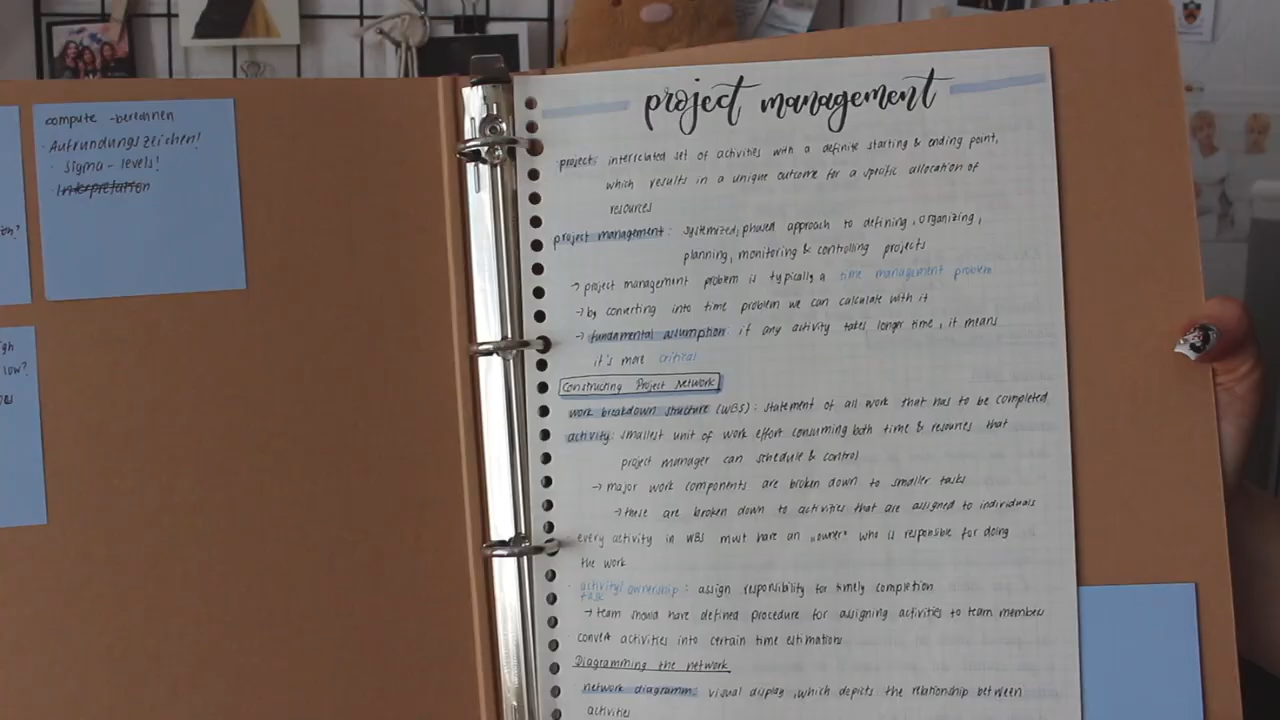 compute - berechnen
· Aufrundungszeichen!
· Sigma - levels!
· Interpretation
igh
low?
project management
project: interrelated set of activities with a definite starting & ending point,
which results in a unique outcome for a specific allocation of
resources
project management: systemized, phased approach to defining, organizing,
planning, monitoring & controlling projects
→ project management problem is typically a time management problem
→ by converting into time problem we can calculate with it
→ fundamental assumption: if any activity takes longer time, it means
it's more critical
Constructing Project Network
work breakdown structure (WBS): statement of all work that has to be completed
activity: smallest unit of work effort consuming both time & resources that
project manager can schedule & control
→ major work components are broken down to smaller tasks
→ these are broken down to activities that are assigned to individuals
· every activity in WBS must have an „owner" who is responsible for doing
the work
· activity/ownership: assign responsibility for timely completion
task
→ team should have defined procedure for assigning activities to team members
· convert activities into certain time estimations
Diagramming the network
network diagramm: visual display, which depicts the relationship between
activities